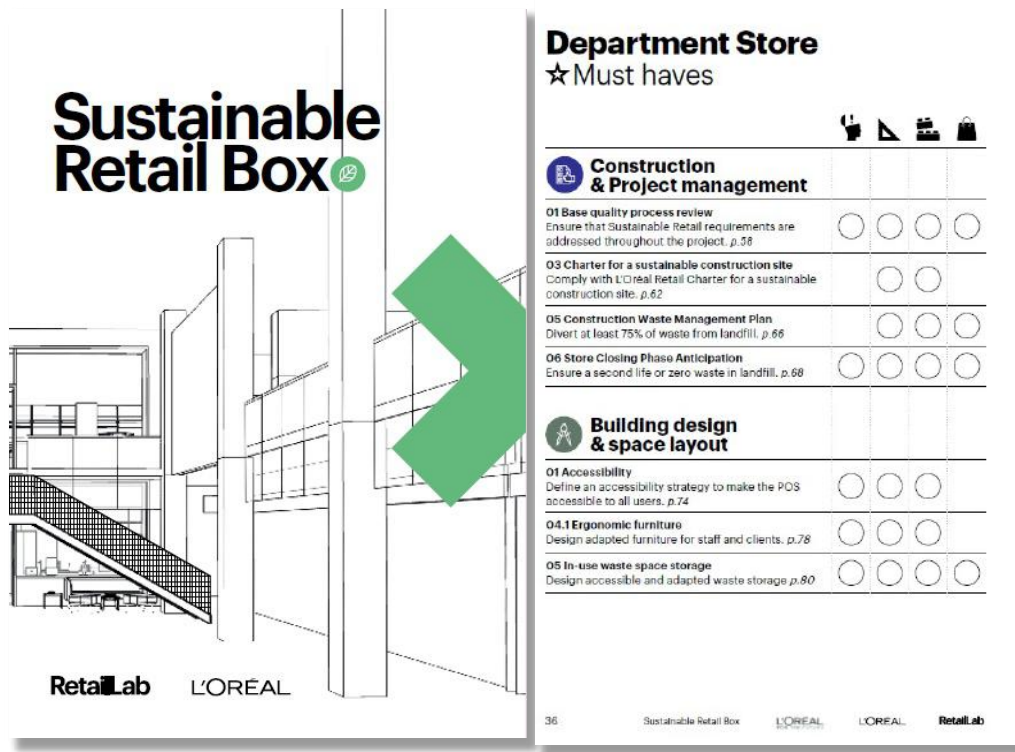 Sustainable
Retail Box
RetailLab
L'ORÉAL
Department Store
Must haves
Construction
& Project management
01 Base quality process review
Ensure that Sustainable Retail requirements are
addressed throughout the project. p.58
03 Charter for a sustainable construction site
Comply with L'Oréal Retail Charter for a sustainable
construction site. p.62
05 Construction Waste Management Plan
Divert at least 75% of waste from landfill. p.66
06 Store Closing Phase Anticipation
Ensure a second life or zero waste in landfill. p.68
Building design
& space layout
01 Accessibility
Define an accessibility strategy to make the POS
accessible to all users. p.74
04.1 Ergonomic furniture
Design adapted furniture for staff and clients. p.78
05 In-use waste space storage
Design accessible and adapted waste storage p.80
36 Sustainable Retail Box L'ORÉAL L'ORÉAL RetailLab